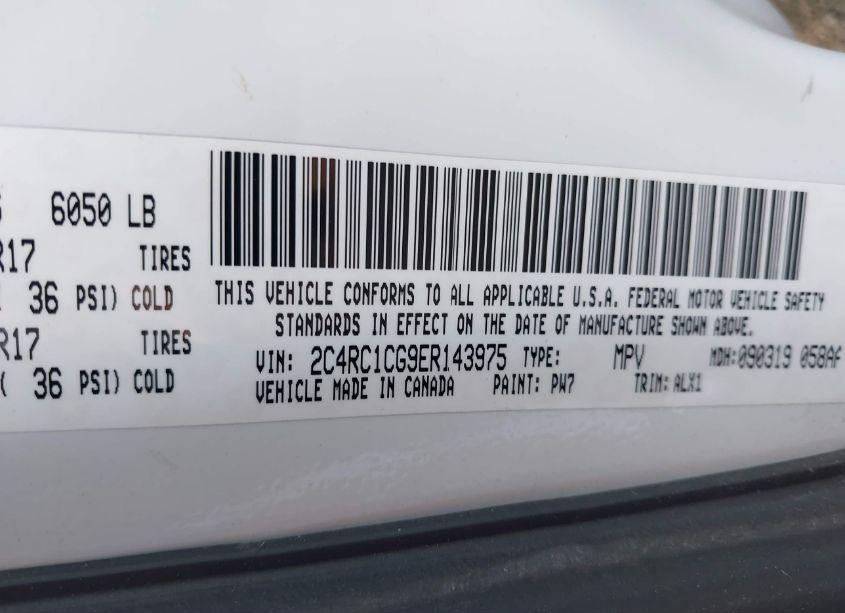 6050 LB
R17 TIRES
36 PSI) COLD
R17 TIRES
( 36 PSI) COLD
THIS VEHICLE CONFORMS TO ALL APPLICABLE U.S.A. FEDERAL MOTOR VEHICLE SAFETY
STANDARDS IN EFFECT ON THE DATE OF MANUFACTURE SHOWN ABOVE.
VIN: 2C4RC1CG9ER143975 TYPE: MPV MDH: 090319 058AF
VEHICLE MADE IN CANADA PAINT: PW7 TRIM: ALX1